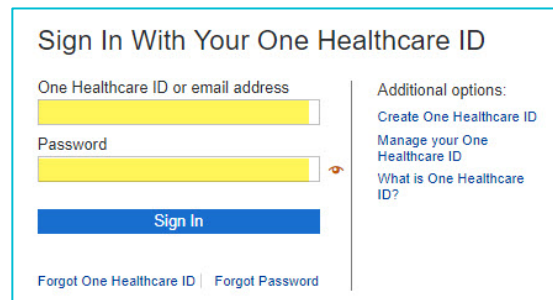 Sign In With Your One Healthcare ID
One Healthcare ID or email address
Password
Sign In
Forgot One Healthcare ID
Forgot Password
Additional options:
Create One Healthcare ID
Manage your One
Healthcare ID
What is One Healthcare
ID?